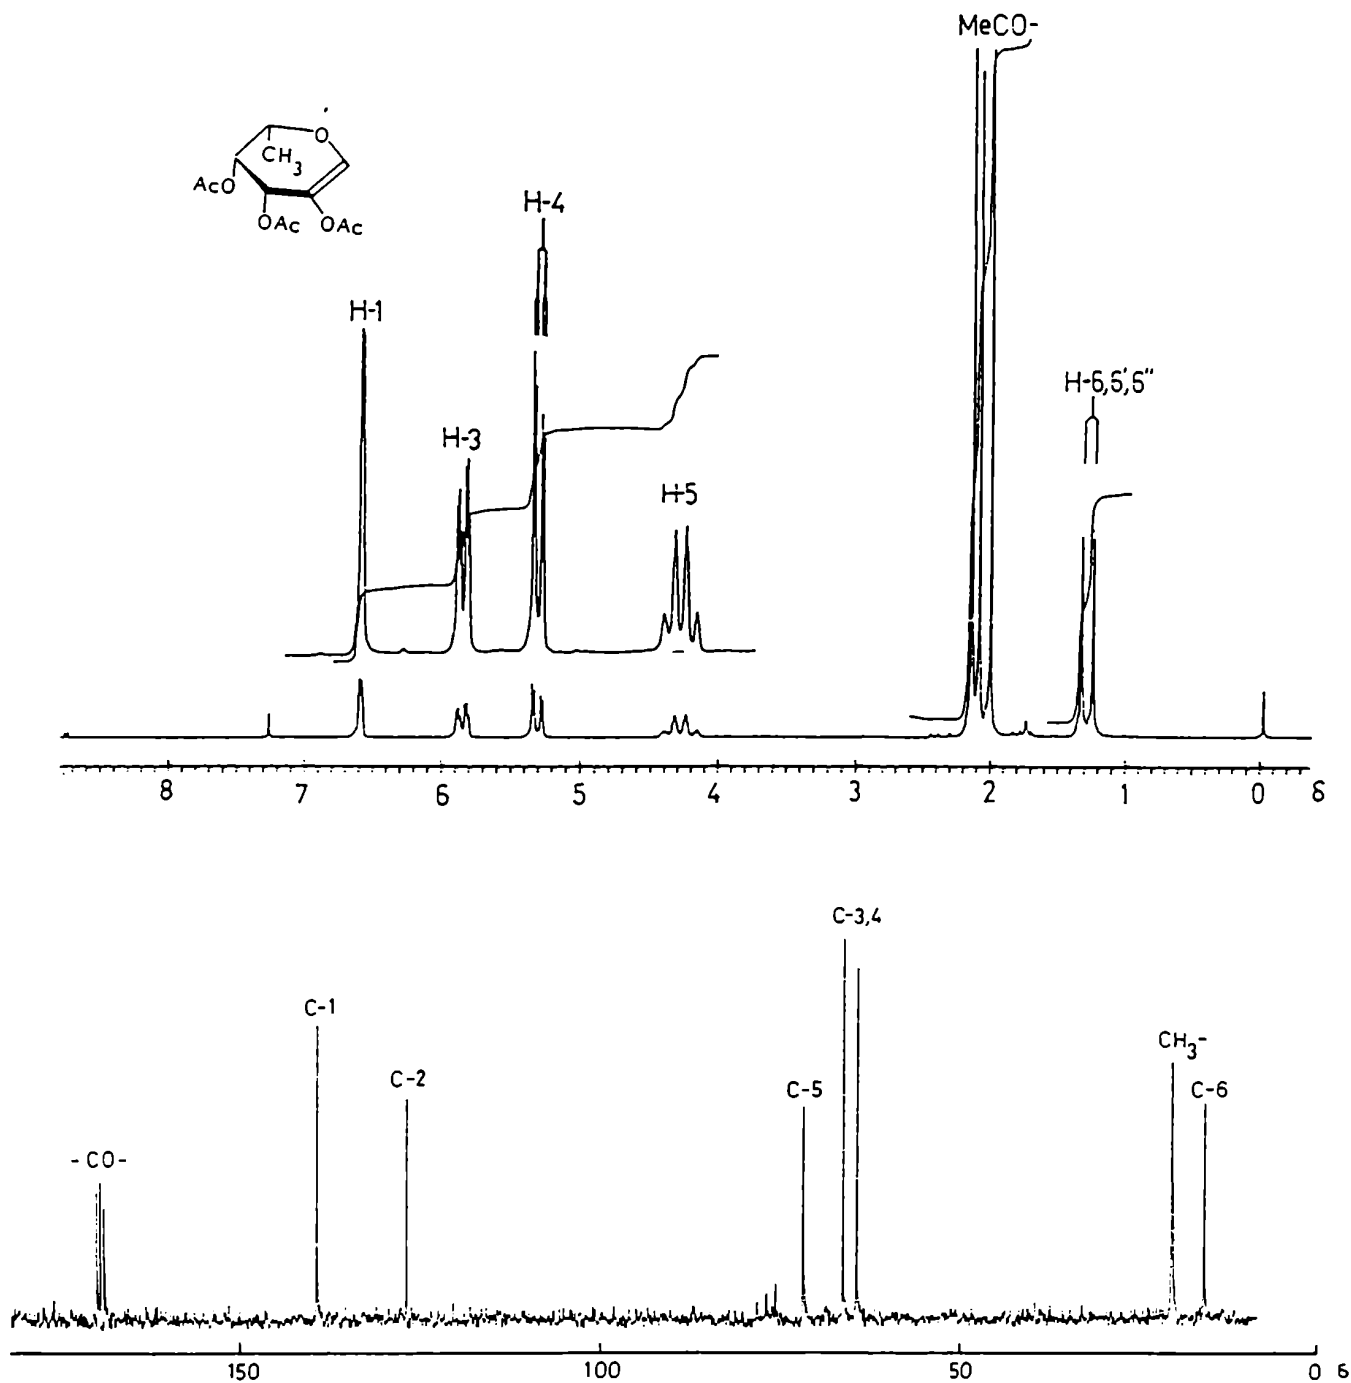 MeCO-
O
CH3
AcO
OAc OAc
H-4
H-1
H-6,6',6"
H-3
H-5
8 7 6 5 4 3 2 1 0 δ
C-3,4
C-1
CH3-
C-2
C-5
C-6
- CO -
150 100 50 0 δ